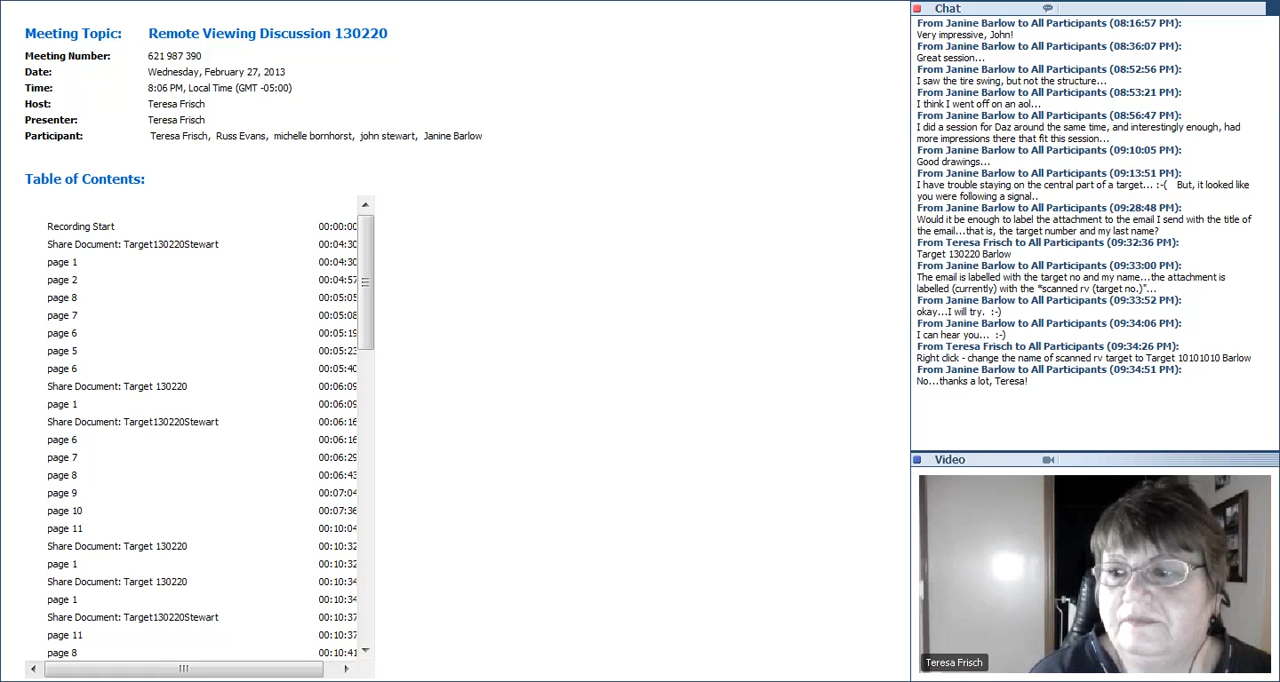 Meeting Topic: Remote Viewing Discussion 130220
Meeting Number: 621 987 390
Date: Wednesday, February 27, 2013
Time: 8:06 PM, Local Time (GMT -05:00)
Host: Teresa Frisch
Presenter: Teresa Frisch
Participant: Teresa Frisch, Russ Evans, michelle bornhorst, john stewart, Janine Barlow
Table of Contents:
Recording Start 00:00:00
Share Document: Target130220Stewart 00:04:30
page 1 00:04:30
page 2 00:04:57
page 8 00:05:05
page 7 00:05:08
page 6 00:05:19
page 5 00:05:23
page 6 00:05:40
Share Document: Target 130220 00:06:09
page 1 00:06:09
Share Document: Target130220Stewart 00:06:16
page 6 00:06:16
page 7 00:06:29
page 8 00:06:43
page 9 00:07:04
page 10 00:07:36
page 11 00:10:04
Share Document: Target 130220 00:10:32
page 1 00:10:32
Share Document: Target 130220 00:10:34
page 1 00:10:34
Share Document: Target130220Stewart 00:10:37
page 11 00:10:37
page 8 00:10:41
Chat
From Janine Barlow to All Participants (08:16:57 PM):
Very impressive, John!
From Janine Barlow to All Participants (08:36:07 PM):
Great session...
From Janine Barlow to All Participants (08:52:56 PM):
I saw the tire swing, but not the structure...
From Janine Barlow to All Participants (08:53:21 PM):
I think I went off on an aol...
From Janine Barlow to All Participants (08:56:47 PM):
I did a session for Daz around the same time, and interestingly enough, had
more impressions there that fit this session...
From Janine Barlow to All Participants (09:10:05 PM):
Good drawings...
From Janine Barlow to All Participants (09:13:51 PM):
I have trouble staying on the central part of a target... :-( But, it looked like
you were following a signal..
From Janine Barlow to All Participants (09:28:48 PM):
Would it be enough to label the attachment to the email I send with the title of
the email...that is, the target number and my last name?
From Teresa Frisch to All Participants (09:32:36 PM):
Target 130220 Barlow
From Janine Barlow to All Participants (09:33:00 PM):
The email is labelled with the target no and my name...the attachment is
labelled (currently) with the "scanned rv (target no.)"...
From Janine Barlow to All Participants (09:33:52 PM):
okay...I will try. :-)
From Janine Barlow to All Participants (09:34:06 PM):
I can hear you... :-)
From Teresa Frisch to All Participants (09:34:26 PM):
Right click - change the name of scanned rv target to Target 10101010 Barlow
From Janine Barlow to All Participants (09:34:51 PM):
No...thanks a lot, Teresa!
Video
Teresa Frisch